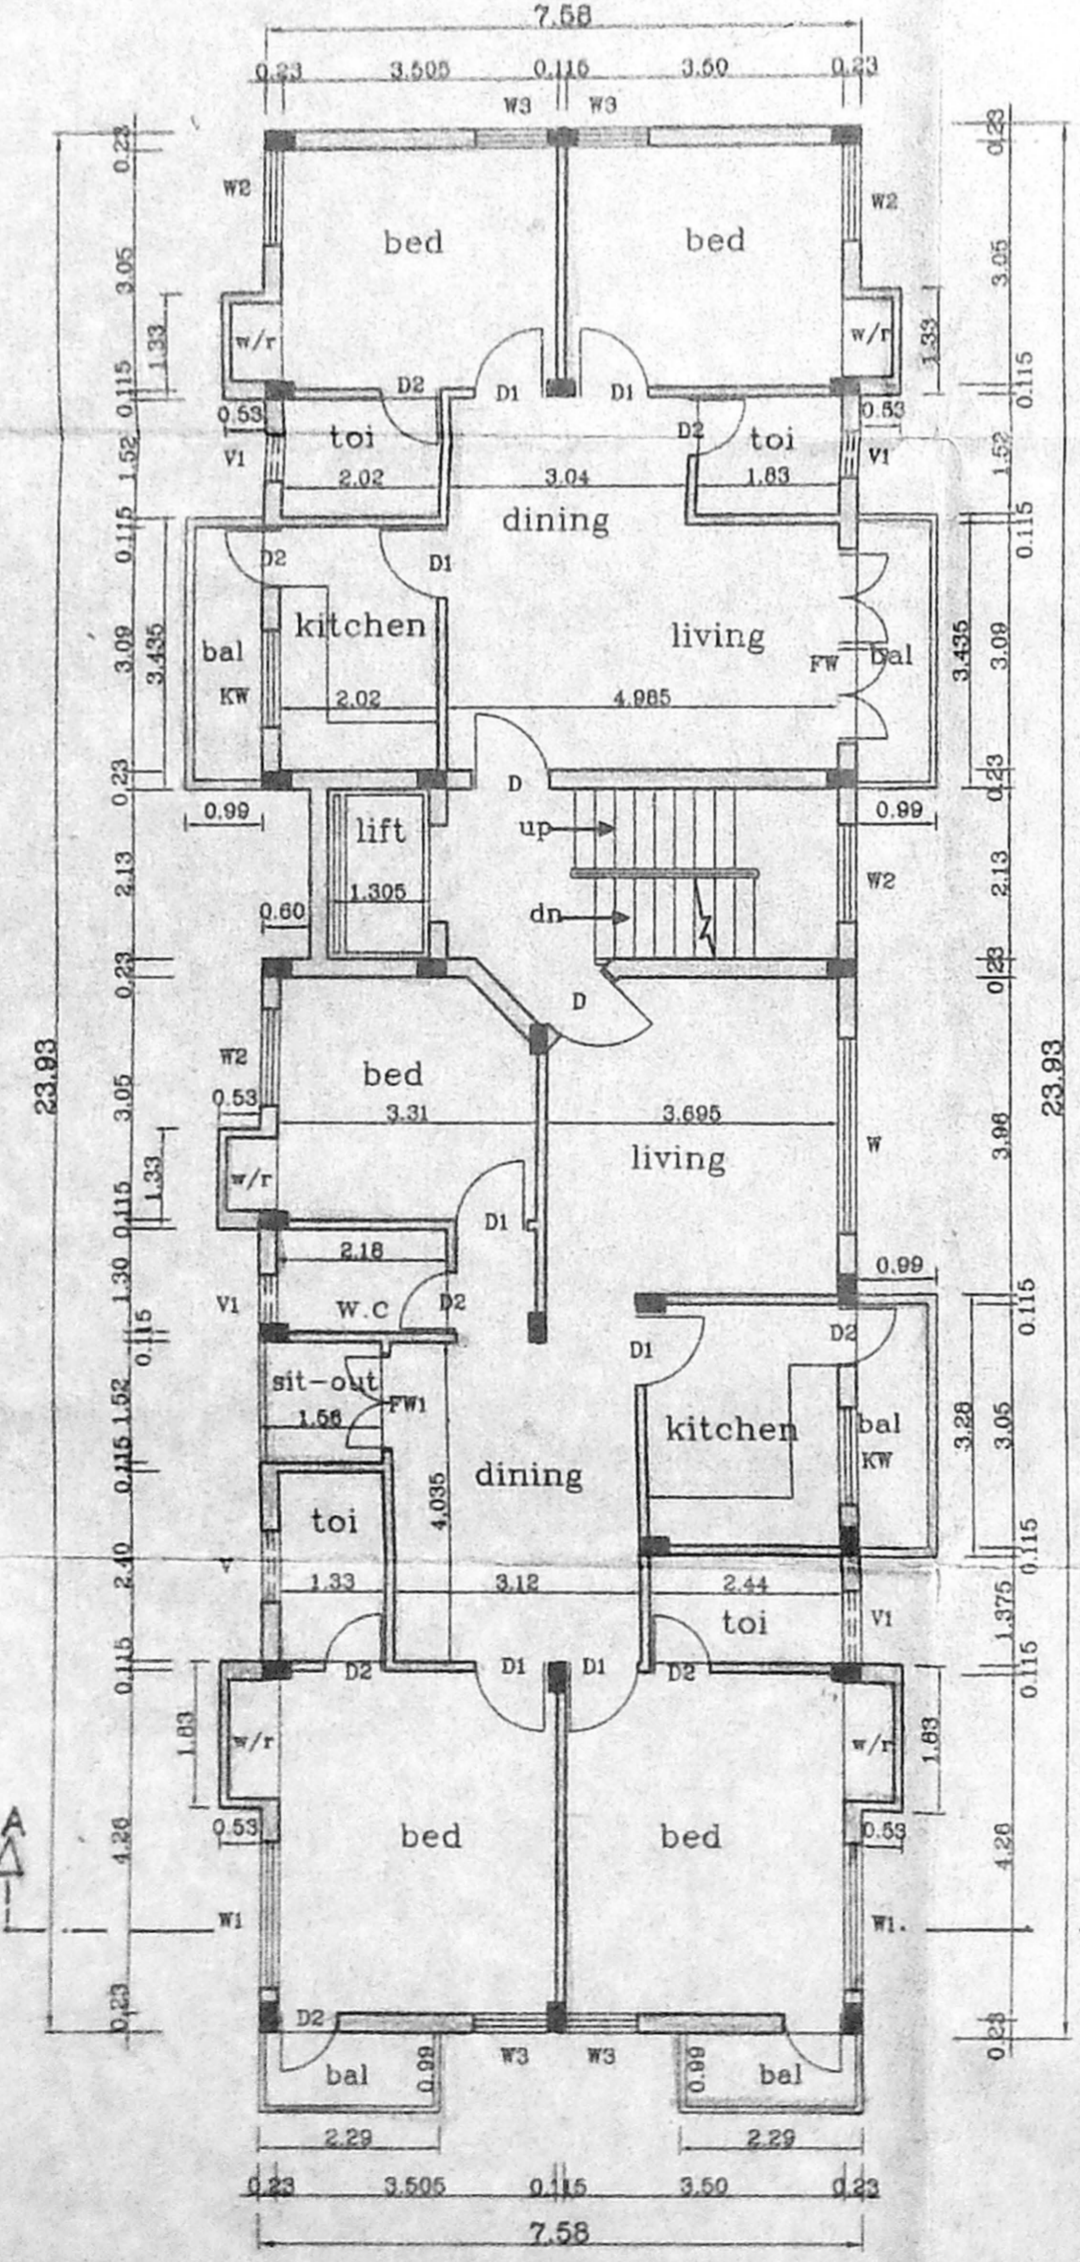 7.58
0.23 3.505 0.115 3.50 0.23
W3 W3
0.23 0.23
W2 W2
bed bed
3.05 3.05
1.33 w/r w/r 1.33
0.115 D2 D1 D1 0.115
0.53 0.53
toi D2 toi
1.52 V1 V1 1.52
2.02 3.04 1.83
dining
0.115 0.115
D2 D1
kitchen living
3.09 3.435 bal FW bal 3.435 3.09
KW
2.02 4.985
0.23 D 0.23
0.99 0.99
lift up
2.13 W2 2.13
1.305
0.60 dn
0.23 0.23
D
23.93 23.93
W2 bed
3.05 0.53 3.31 3.695
W 3.96
living
1.33 w/r
0.115 D1
2.18
0.99
1.30 V1 W.C D2
0.115 0.115
D1 D2
sit-out
1.52 1.56 FW1
kitchen bal 3.28 3.05
KW
0.115 dining
4.035
toi
2.40 V 0.115
1.33 3.12 2.44
toi V1 1.375
0.115 D2 D1 D1 D2 0.115
1.83 w/r w/r 1.83
A 0.53 bed bed 0.53
4.26 4.26
W1 W1.
0.23 D2 0.23
W3 W3
bal 0.99 0.99 bal
2.29 2.29
0.23 3.505 0.115 3.50 0.23
7.58